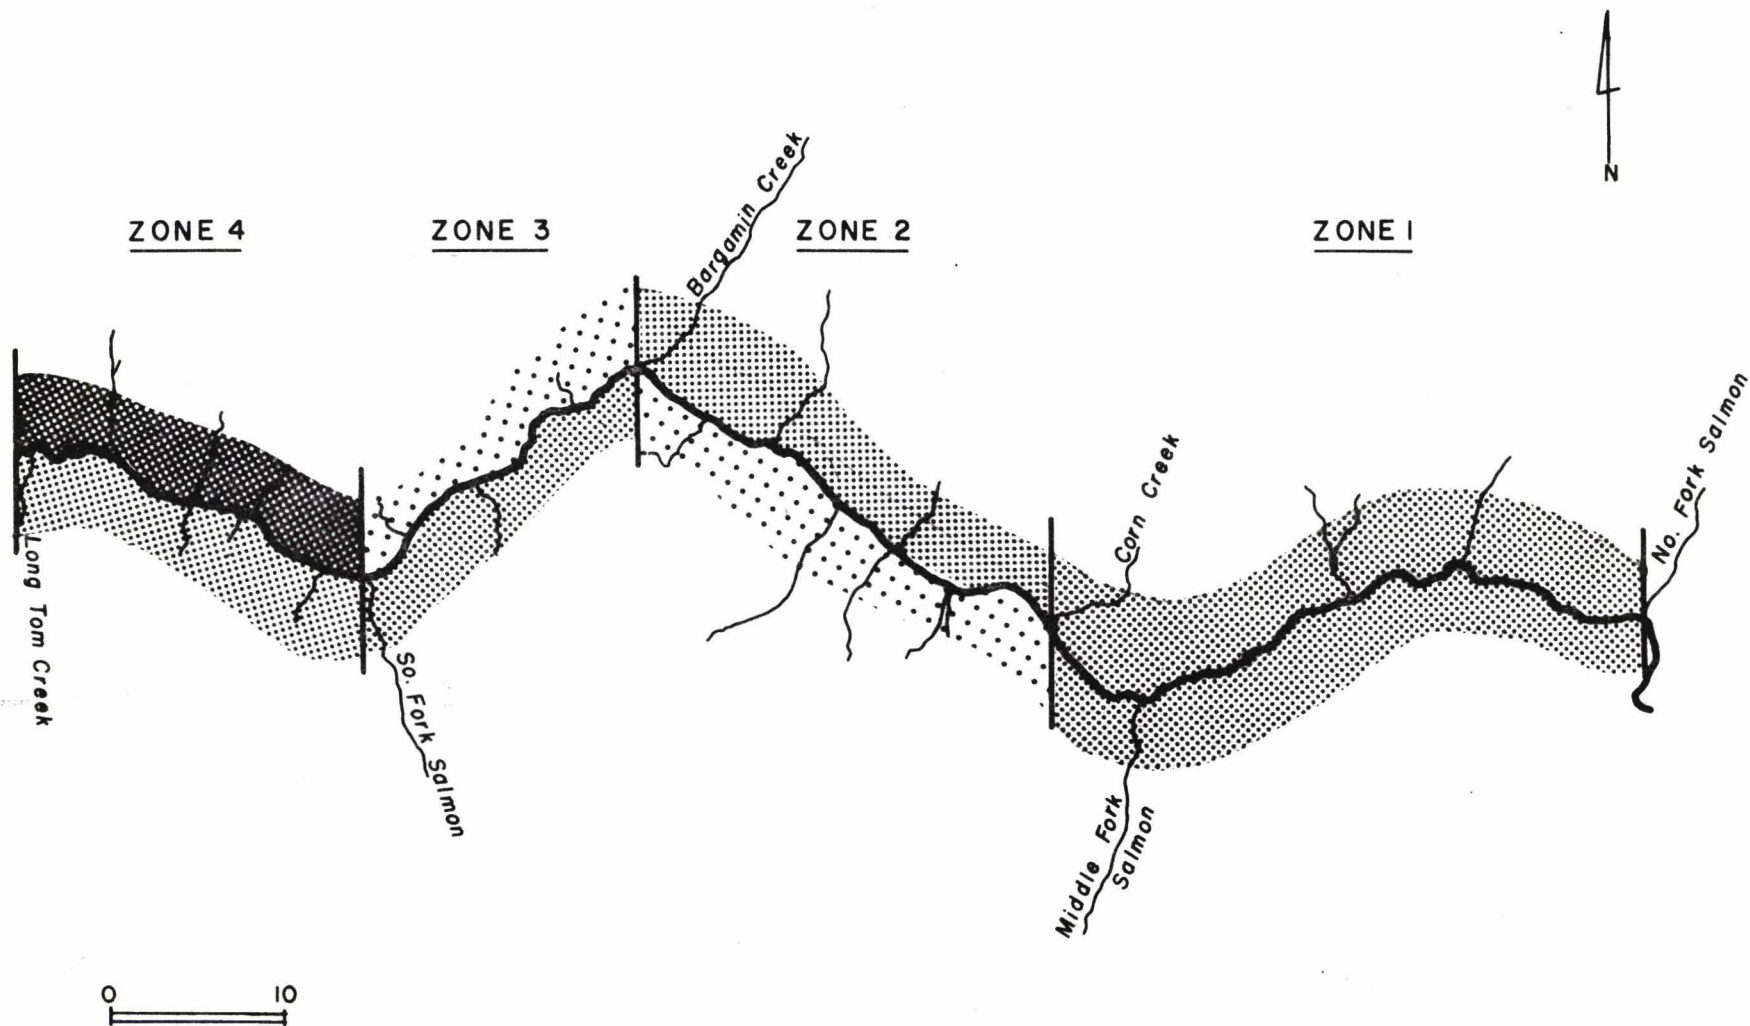 N
ZONE 4
ZONE 3
ZONE 2
ZONE 1
Bargamin Creek
Corn Creek
No. Fork Salmon
Long Tom Creek
So. Fork Salmon
Middle Fork
Salmon
0 10